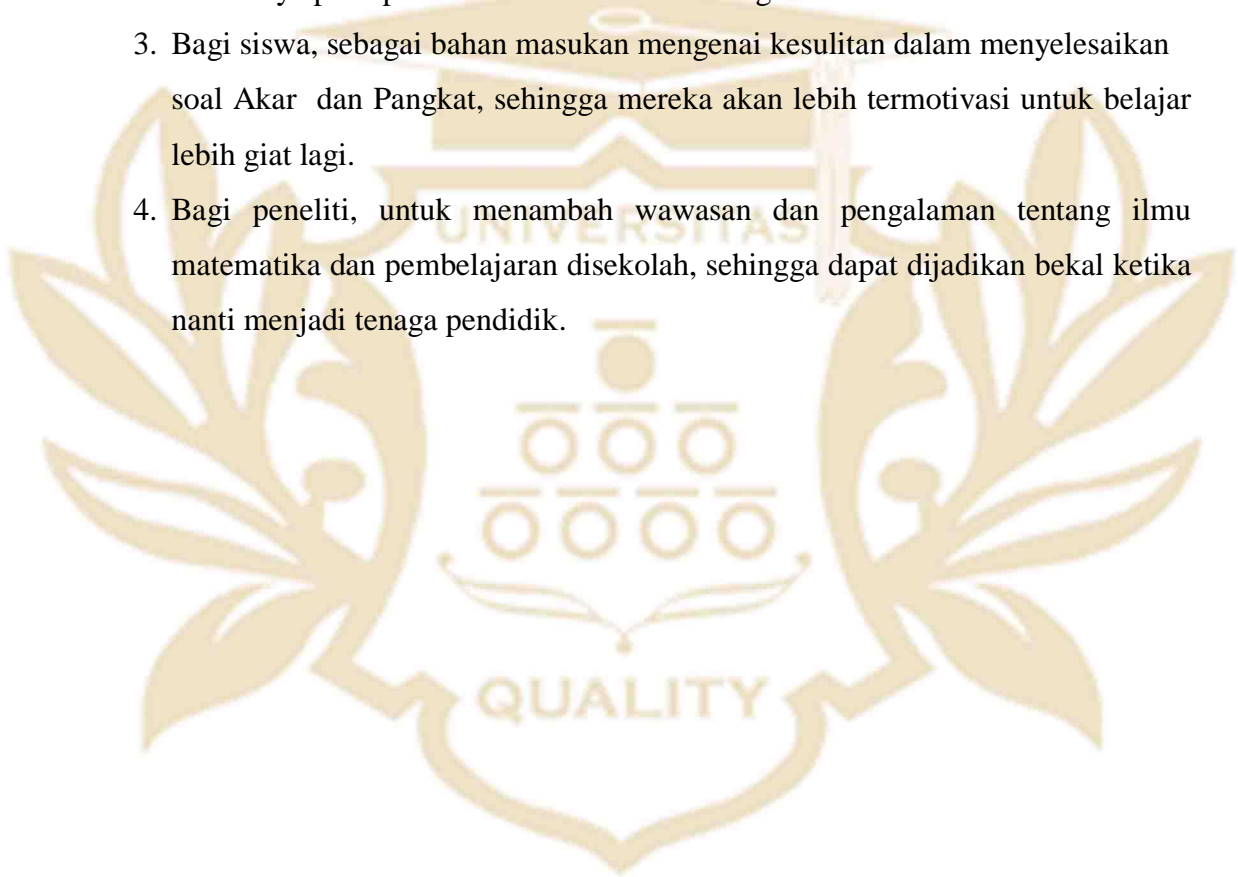 3. Bagi siswa, sebagai bahan masukan mengenai kesulitan dalam menyelesaikan
soal Akar dan Pangkat, sehingga mereka akan lebih termotivasi untuk belajar
lebih giat lagi.
4. Bagi peneliti, untuk menambah wawasan dan pengalaman tentang ilmu
UNIVERSITAS
matematika dan pembelajaran disekolah, sehingga dapat dijadikan bekal ketika
nanti menjadi tenaga pendidik.
QUALITY